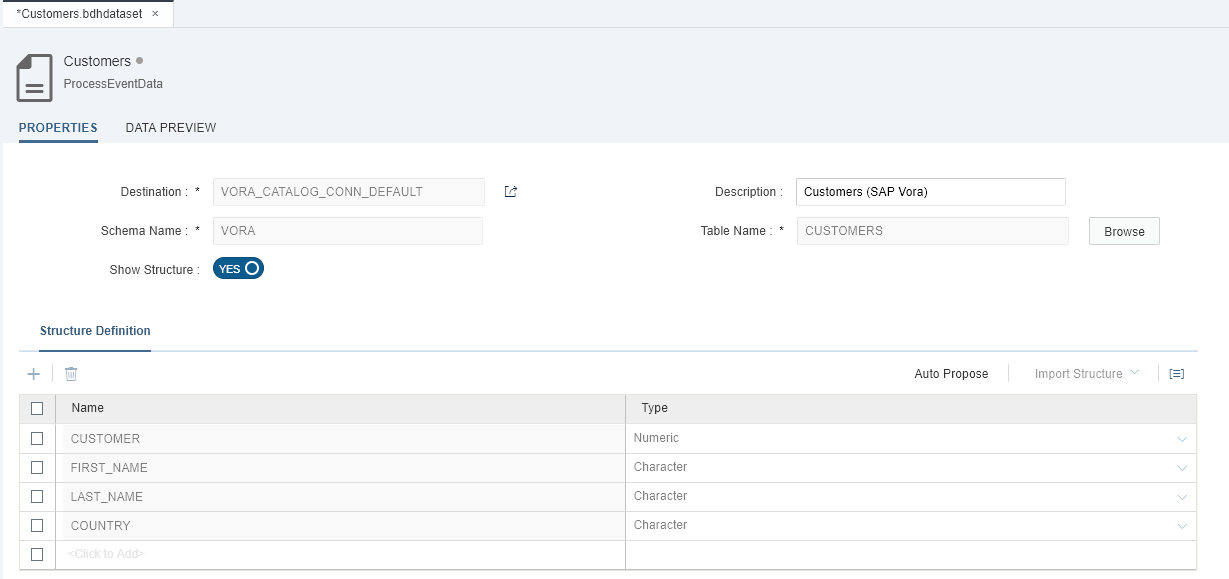 *Customers.bdhdataset ×
Customers
ProcessEventData
PROPERTIES DATA PREVIEW
Destination : * VORA_CATALOG_CONN_DEFAULT Description : Customers (SAP Vora)
Schema Name : * VORA Table Name : * CUSTOMERS Browse
Show Structure : YES
Structure Definition
Auto Propose Import Structure
Name Type
CUSTOMER Numeric
FIRST_NAME Character
LAST_NAME Character
COUNTRY Character
<Click to Add>